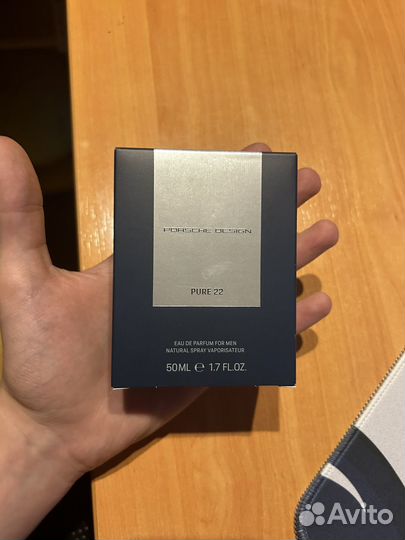 PORSCHE DESIGN
PURE 22
EAU DE PARFUM FOR MEN
NATURAL SPRAY VAPORISATEUR
50ML ℮ 1.7 FL.OZ.
Avito